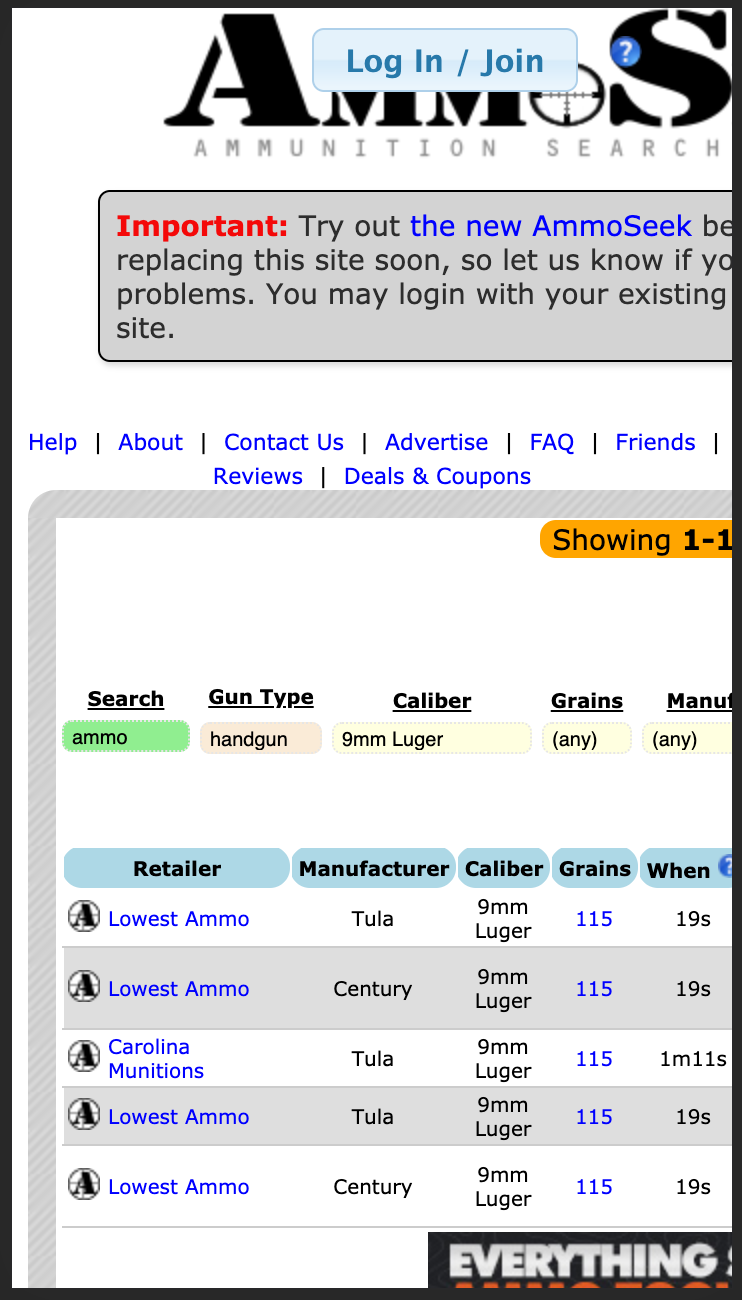 AMMOS
Log In / Join
AMMUNITION SEARCH
Important: Try out the new AmmoSeek be
replacing this site soon, so let us know if yo
problems. You may login with your existing
site.
Help | About | Contact Us | Advertise | FAQ | Friends |
Reviews | Deals & Coupons
Showing 1-1
Search Gun Type Caliber Grains Manuf
ammo handgun 9mm Luger (any) (any)
Retailer Manufacturer Caliber Grains When
Lowest Ammo Tula 9mm Luger 115 19s
Lowest Ammo Century 9mm Luger 115 19s
Carolina Munitions Tula 9mm Luger 115 1m11s
Lowest Ammo Tula 9mm Luger 115 19s
Lowest Ammo Century 9mm Luger 115 19s
EVERYTHING